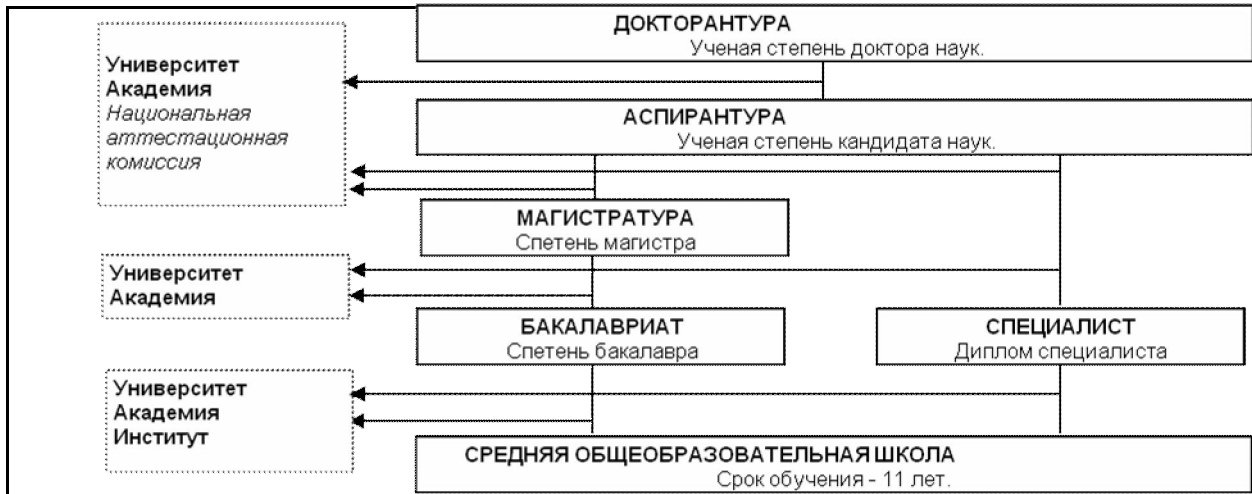 ДОКТОРАНТУРА
Ученая степень доктора наук.
Университет
Академия
Национальная
аттестационная
комиссия
АСПИРАНТУРА
Ученая степень кандидата наук.
МАГИСТРАТУРА
Спетень магистра
Университет
Академия
БАКАЛАВРИАТ
Спетень бакалавра
СПЕЦИАЛИСТ
Диплом специалиста
Университет
Академия
Институт
СРЕДНЯЯ ОБЩЕОБРАЗОВАТЕЛЬНАЯ ШКОЛА
Срок обучения - 11 лет.